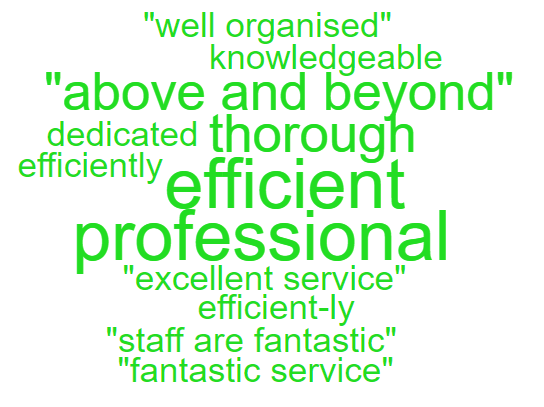 "well organised"
knowledgeable
"above and beyond"
dedicated thorough
efficiently
efficient
professional
"excellent service"
efficient-ly
"staff are fantastic"
"fantastic service"